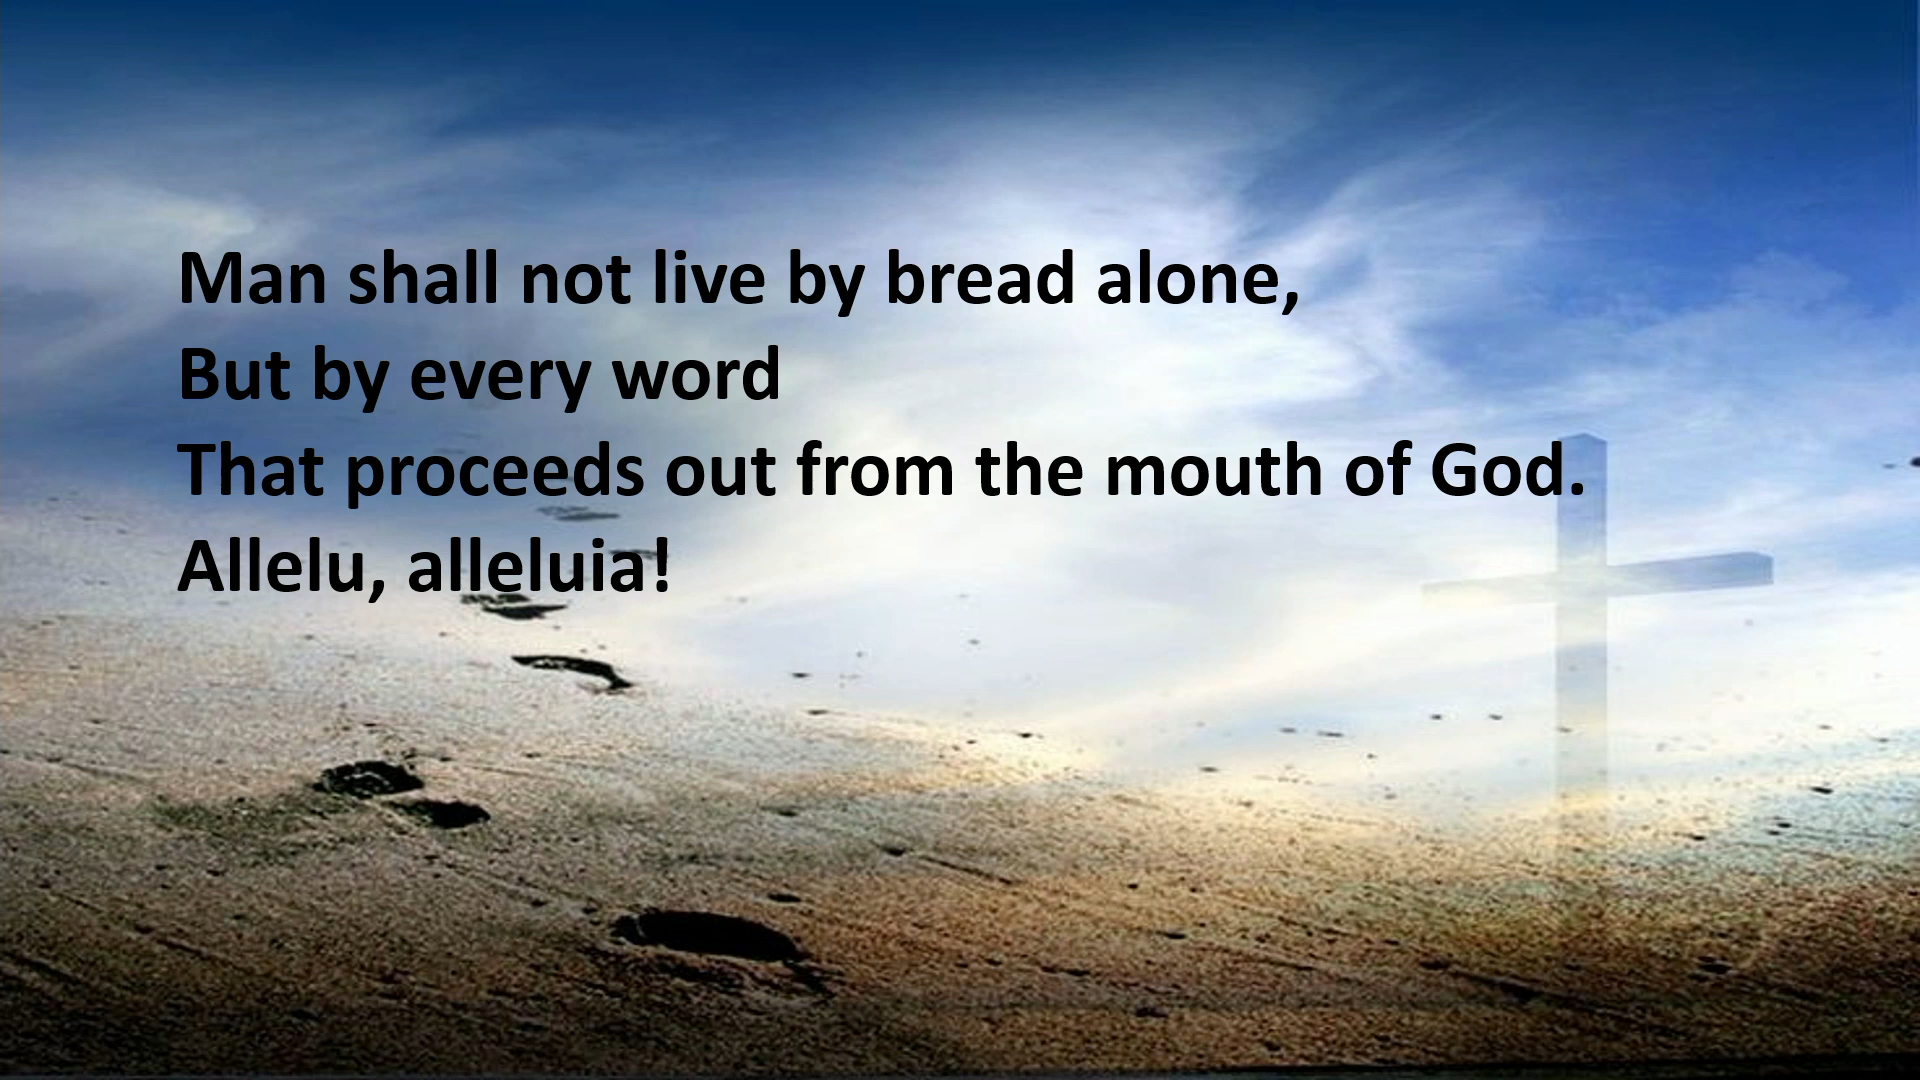 Man shall not live by bread alone,
But by every word
That proceeds out from the mouth of God.
Allelu, alleluia!